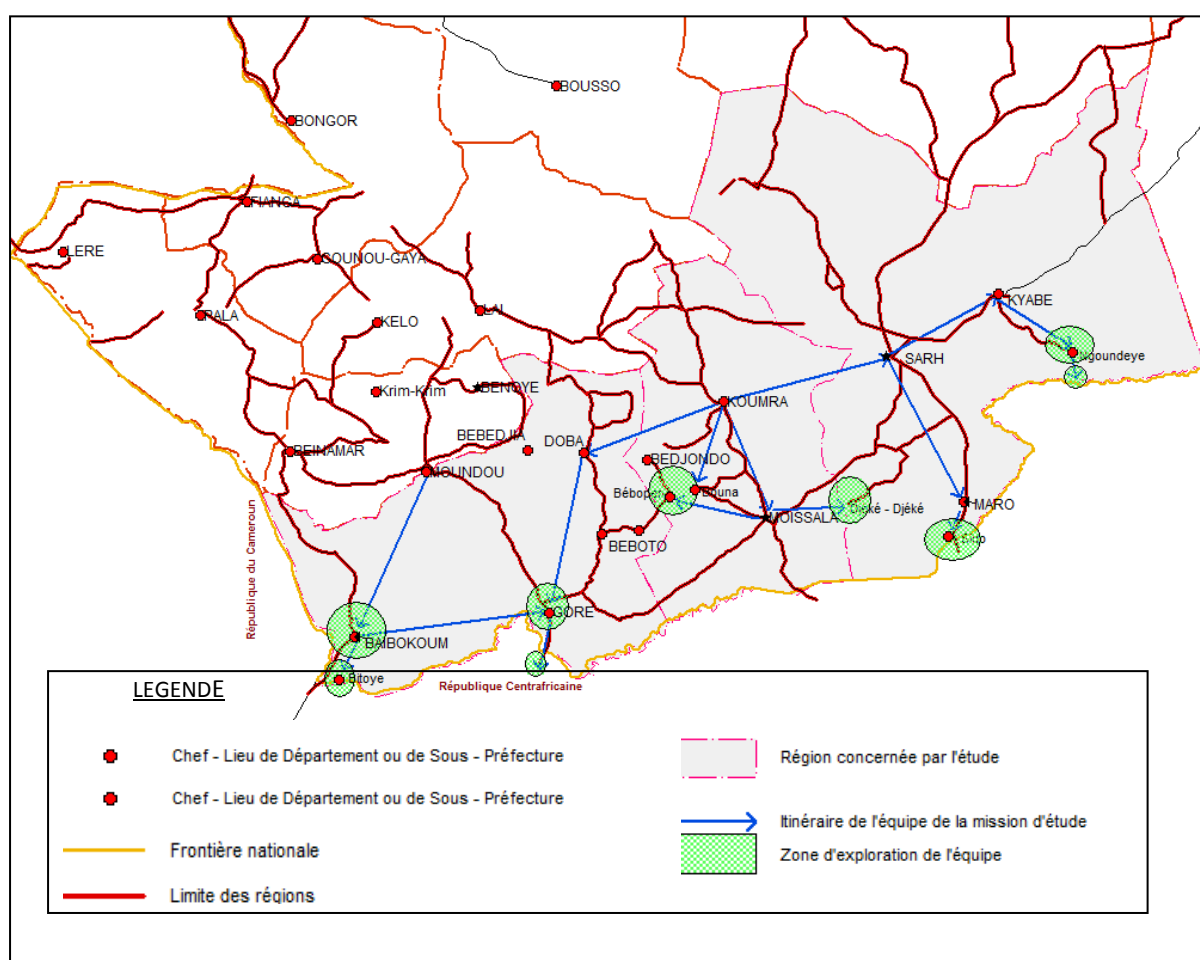 BOUSSO
BONGOR
FIANGA
LERE
GOUNOU-GAYA
KYABE
PALA
LAI
KELO
SARH
Ngoundeye
Krim-Krim
BENOYE
KOUMRA
BEBEDJIA
DOBA
BEINAMAR
BEDJONDO
MOUNDOU
Bébopen
Bouna
Djéké - Djéké
MARO
MOISSALA
BEBOTO
Sido
République du Cameroun
GORE
BAIBOKOUM
Bitoye
République Centrafricaine
LEGENDE
Chef - Lieu de Département ou de Sous - Préfecture
Chef - Lieu de Département ou de Sous - Préfecture
Frontière nationale
Limite des régions
Région concernée par l'étude
Itinéraire de l'équipe de la mission d'étude
Zone d'exploration de l'équipe